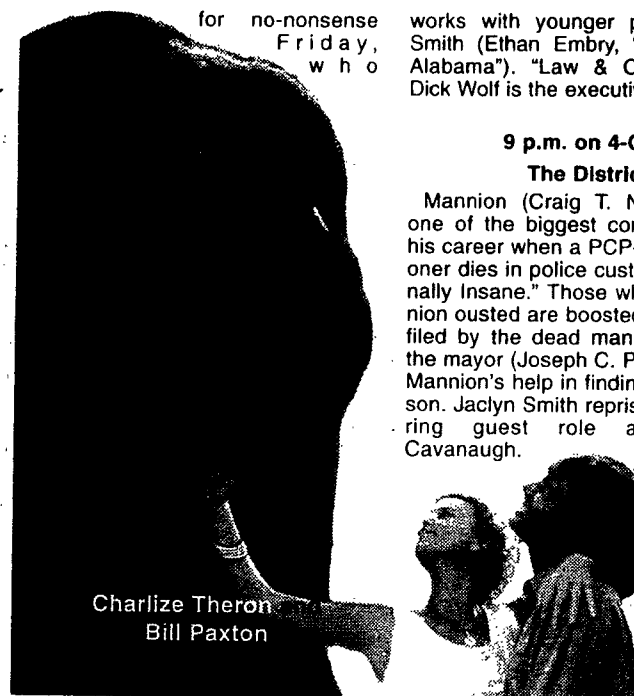 for no-nonsense
Friday,
who
works with younger p
Smith (Ethan Embry, "
Alabama"). "Law & C
Dick Wolf is the executiv
9 p.m. on 4-C
The Distric
Mannion (Craig T. N
one of the biggest con
his career when a PCP-
oner dies in police cust
nally Insane." Those wh
nion ousted are boosted
filed by the dead man
the mayor (Joseph C. P
Mannion's help in findin
son. Jaclyn Smith repris
ring guest role a
Cavanaugh.
Charlize Theron
Bill Paxton